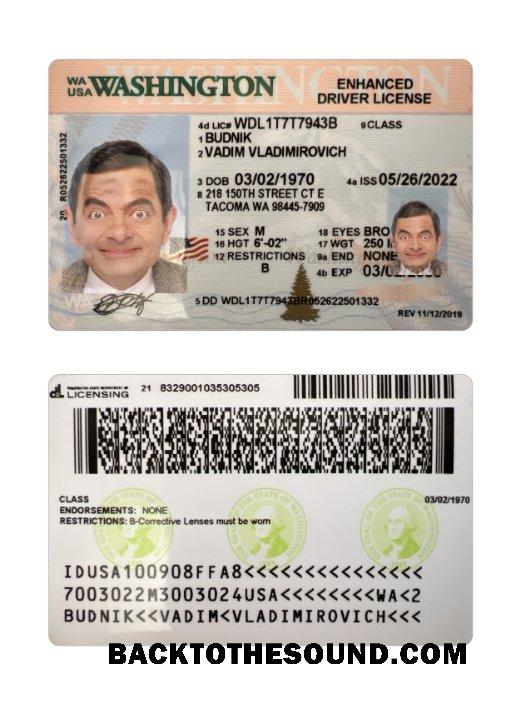 WASHINGTON
WA
USA WASHINGTON
ENHANCED
DRIVER LICENSE
20 R052622501332
4d LIC# WDL1T7T7943B 9 CLASS
1 BUDNIK
2 VADIM VLADIMIROVICH
3 DOB 03/02/1970 4a ISS 05/26/2022
8 218 150TH STREET CT E
TACOMA WA 98445-7909
15 SEX M 18 EYES BRO
16 HGT 6'-02" 17 WGT 250
12 RESTRICTIONS 9a END NONE
B 4b EXP 03/
5 DD WDL1T7T7943BR052622501332
REV 11/12/2019
LICENSING 21 8329001035305305
CLASS 03/02/1970
ENDORSEMENTS: NONE
RESTRICTIONS: B-Corrective Lenses must be worn
IDUSA100908FFA8<<<<<<<<<<<<<<<
7003022M3003024USA<<<<<<<<WA<2
BUDNIK<<VADIM<VLADIMIROVICH<<<
BACKTOTHESOUND.COM